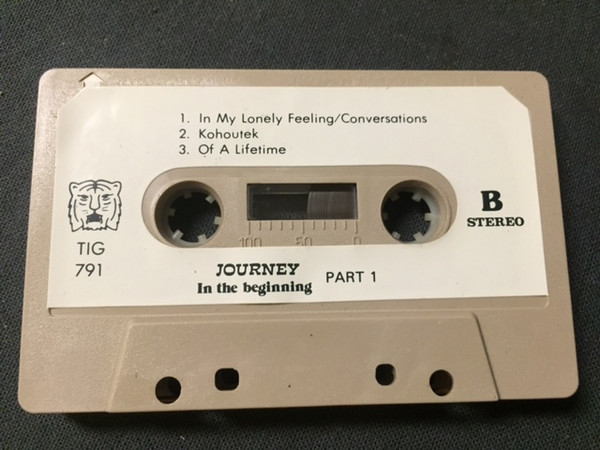 1. In My Lonely Feeling/Conversations
2. Kohoutek
3. Of A Lifetime
B
STEREO
TIG
791
100 50 0
JOURNEY
In the beginning
PART 1